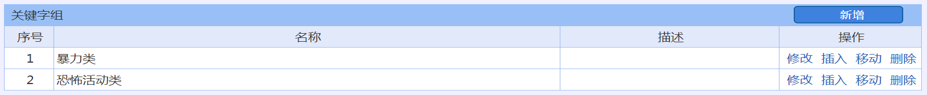 关键字组 新增
序号 名称 描述 操作
1 暴力类 修改 插入 移动 删除
2 恐怖活动类 修改 插入 移动 删除